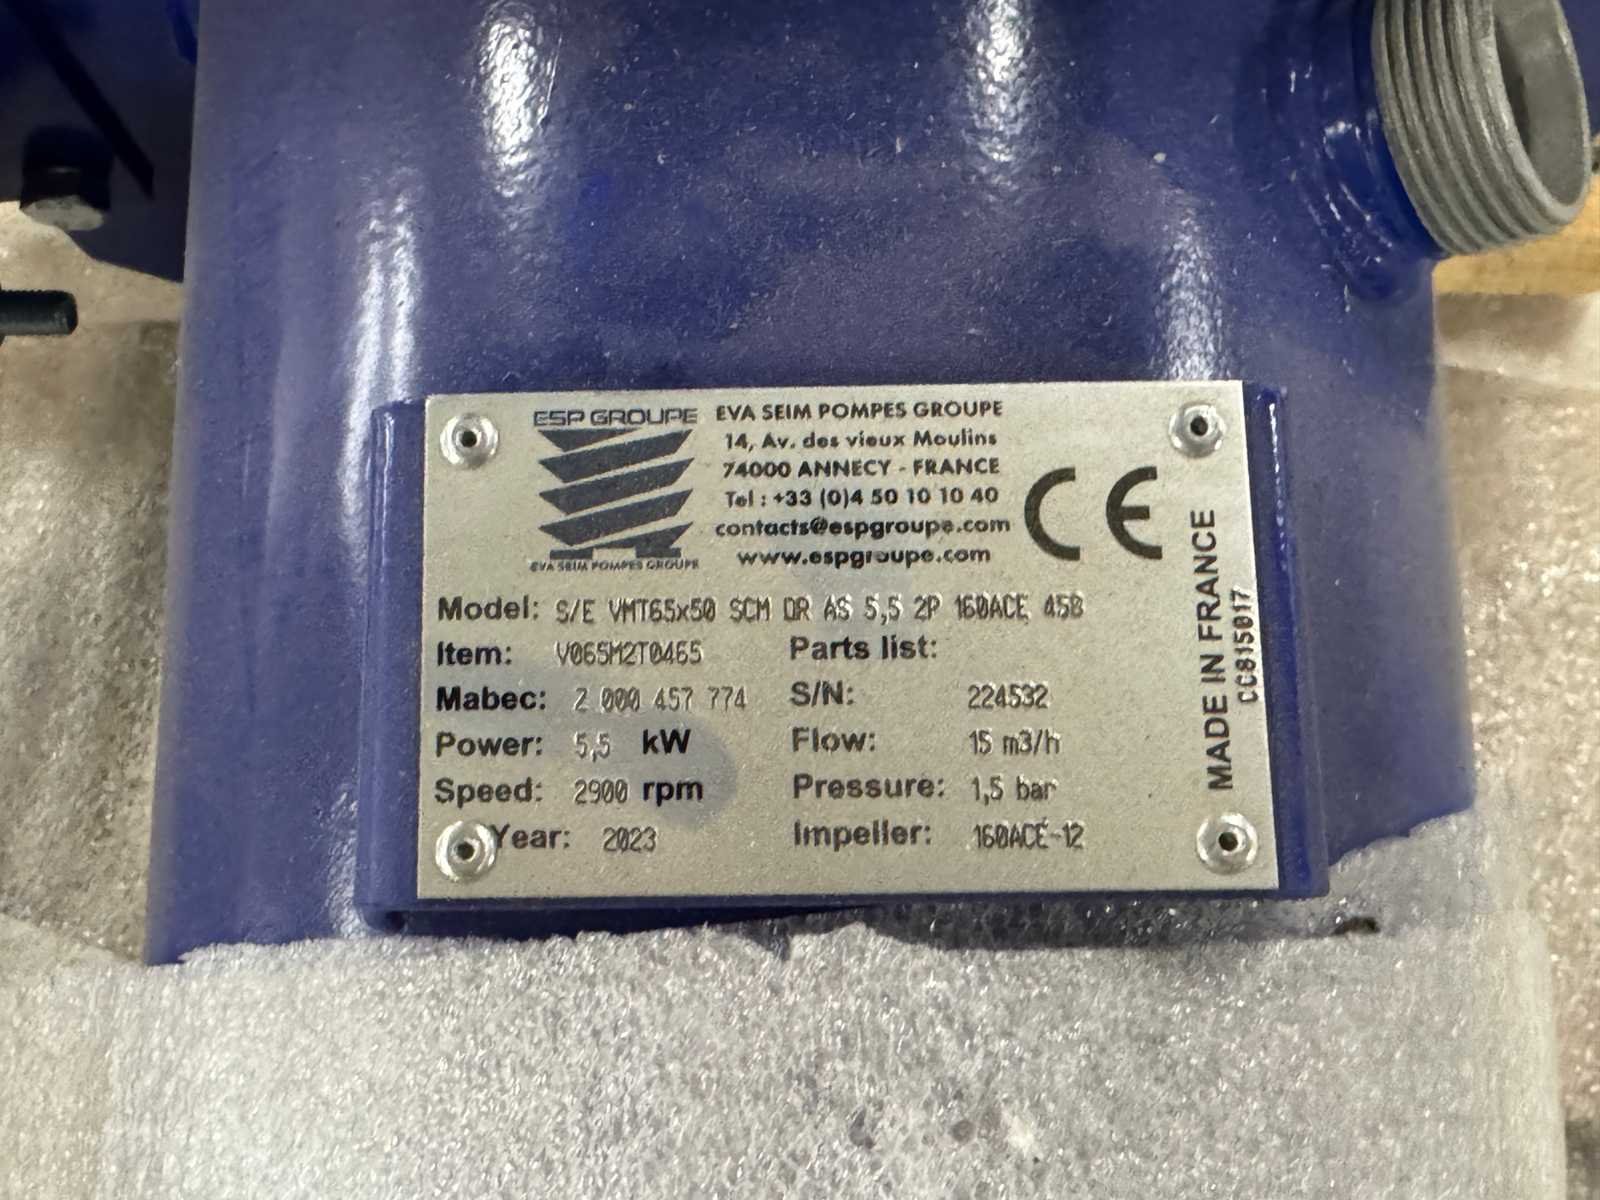 ESP GROUPE
EVA SEIM POMPES GROUPE
EVA SEIM POMPES GROUPE
14, Av. des vieux Moulins
74000 ANNECY - FRANCE
Tel : +33 (0)4 50 10 10 40
contacts@espgroupe.com
www.espgroupe.com
CE
Model: S/E VMT65x50 SCM DR AS 5,5 2P 160ACE 45B
Item: V065M2T0465 Parts list:
Mabec: 2 000 457 774 S/N: 224532
Power: 5,5 kW Flow: 15 m3/h
Speed: 2900 rpm Pressure: 1,5 bar
Year: 2023 Impeller: 160ACE-12
MADE IN FRANCE
CC815017